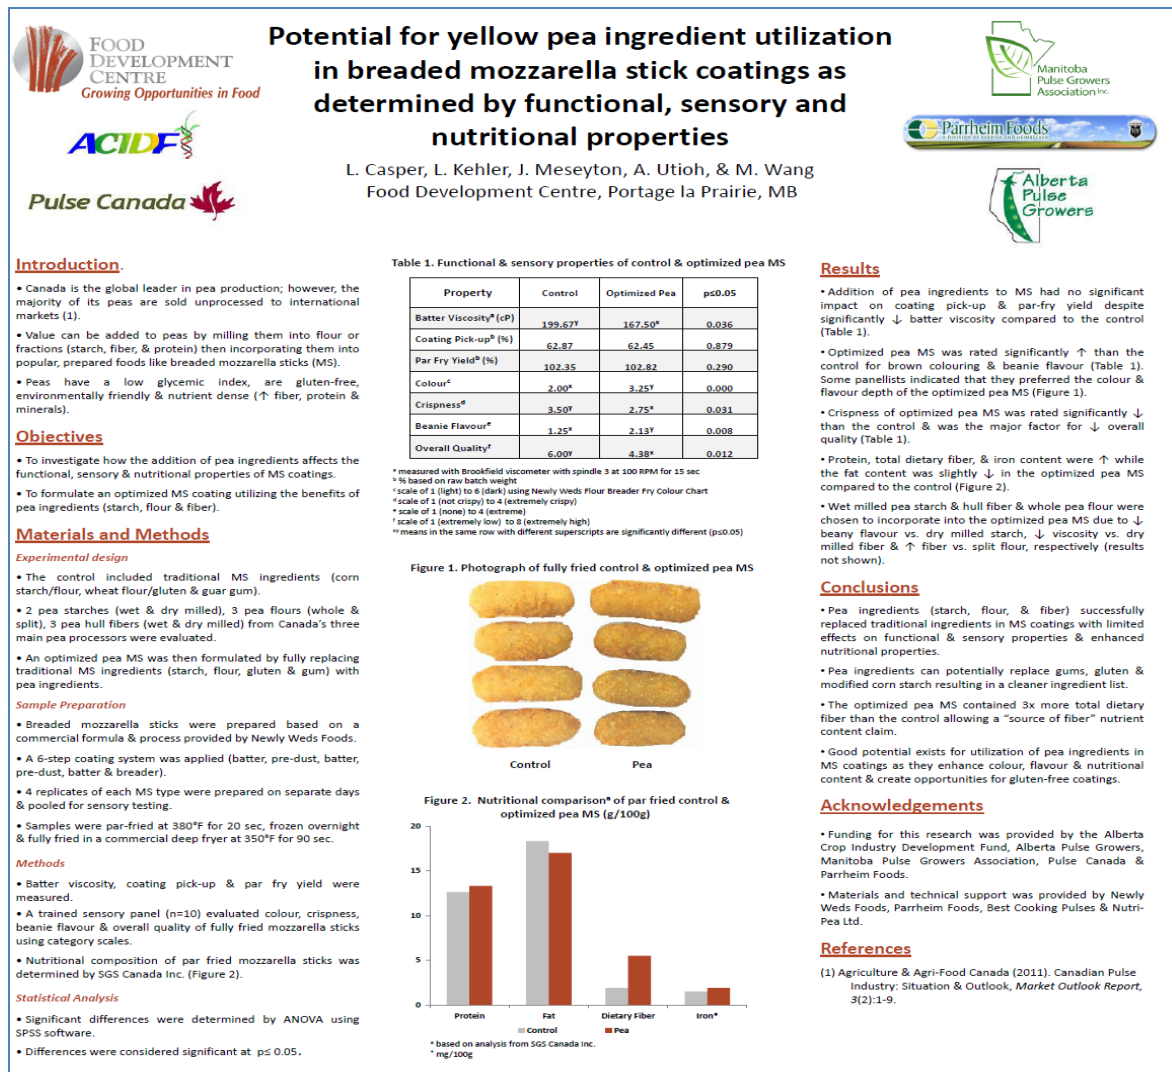 FOOD
DEVELOPMENT
CENTRE
Growing Opportunities in Food
ACIDF
Pulse Canada
Potential for yellow pea ingredient utilization
in breaded mozzarella stick coatings as
determined by functional, sensory and
nutritional properties
L. Casper, L. Kehler, J. Meseyton, A. Utioh, & M. Wang
Food Development Centre, Portage la Prairie, MB
Manitoba
Pulse Growers
Association Inc.
Parrheim Foods
Alberta
Pulse
Growers
Introduction.
• Canada is the global leader in pea production; however, the
majority of its peas are sold unprocessed to international
markets (1).
• Value can be added to peas by milling them into flour or
fractions (starch, fiber, & protein) then incorporating them into
popular, prepared foods like breaded mozzarella sticks (MS).
• Peas have a low glycemic index, are gluten-free,
environmentally friendly & nutrient dense (↑ fiber, protein &
minerals).
Objectives
• To investigate how the addition of pea ingredients affects the
functional, sensory & nutritional properties of MS coatings.
• To formulate an optimized MS coating utilizing the benefits of
pea ingredients (starch, flour & fiber).
Materials and Methods
Experimental design
• The control included traditional MS ingredients (corn
starch/flour, wheat flour/gluten & guar gum).
• 2 pea starches (wet & dry milled), 3 pea flours (whole &
split), 3 pea hull fibers (wet & dry milled) from Canada's three
main pea processors were evaluated.
• An optimized pea MS was then formulated by fully replacing
traditional MS ingredients (starch, flour, gluten & gum) with
pea ingredients.
Sample Preparation
• Breaded mozzarella sticks were prepared based on a
commercial formula & process provided by Newly Weds Foods.
• A 6-step coating system was applied (batter, pre-dust, batter,
pre-dust, batter & breader).
• 4 replicates of each MS type were prepared on separate days
& pooled for sensory testing.
• Samples were par-fried at 380°F for 20 sec, frozen overnight
& fully fried in a commercial deep fryer at 350°F for 90 sec.
Methods
• Batter viscosity, coating pick-up & par fry yield were
measured.
• A trained sensory panel (n=10) evaluated colour, crispness,
beanie flavour & overall quality of fully fried mozzarella sticks
using category scales.
• Nutritional composition of par fried mozzarella sticks was
determined by SGS Canada Inc. (Figure 2).
Statistical Analysis
• Significant differences were determined by ANOVA using
SPSS software.
• Differences were considered significant at p≤ 0.05.
Table 1. Functional & sensory properties of control & optimized pea MS
Property Control Optimized Pea p≤0.05
Batter Viscosityᵃ (cP) 199.67ʸ 167.50ˣ 0.036
Coating Pick-upᵇ (%) 62.87 62.45 0.879
Par Fry Yieldᵇ (%) 102.35 102.82 0.290
Colourᶜ 2.00ˣ 3.25ʸ 0.000
Crispnessᵈ 3.50ʸ 2.75ˣ 0.031
Beanie Flavourᵉ 1.25ˣ 2.13ʸ 0.008
Overall Qualityᶠ 6.00ʸ 4.38ˣ 0.012
ᵃ measured with Brookfield viscometer with spindle 3 at 100 RPM for 15 sec
ᵇ % based on raw batch weight
ᶜ scale of 1 (light) to 6 (dark) using Newly Weds Flour Breader Fry Colour Chart
ᵈ scale of 1 (not crispy) to 4 (extremely crispy)
ᵉ scale of 1 (none) to 4 (extreme)
ᶠ scale of 1 (extremely low) to 8 (extremely high)
ˣʸ means in the same row with different superscripts are significantly different (p≤0.05)
Figure 1. Photograph of fully fried control & optimized pea MS
Control Pea
Figure 2. Nutritional comparisonᵃ of par fried control &
optimized pea MS (g/100g)
20
15
10
5
0
Protein Fat Dietary Fiber Iron*
Control Pea
ᵃ based on analysis from SGS Canada Inc.
* mg/100g
Results
• Addition of pea ingredients to MS had no significant
impact on coating pick-up & par-fry yield despite
significantly ↓ batter viscosity compared to the control
(Table 1).
• Optimized pea MS was rated significantly ↑ than the
control for brown colouring & beanie flavour (Table 1).
Some panellists indicated that they preferred the colour &
flavour depth of the optimized pea MS (Figure 1).
• Crispness of optimized pea MS was rated significantly ↓
than the control & was the major factor for ↓ overall
quality (Table 1).
• Protein, total dietary fiber, & iron content were ↑ while
the fat content was slightly ↓ in the optimized pea MS
compared to the control (Figure 2).
• Wet milled pea starch & hull fiber & whole pea flour were
chosen to incorporate into the optimized pea MS due to ↓
beany flavour vs. dry milled starch, ↓ viscosity vs. dry
milled fiber & ↑ fiber vs. split flour, respectively (results
not shown).
Conclusions
• Pea ingredients (starch, flour, & fiber) successfully
replaced traditional ingredients in MS coatings with limited
effects on functional & sensory properties & enhanced
nutritional properties.
• Pea ingredients can potentially replace gums, gluten &
modified corn starch resulting in a cleaner ingredient list.
• The optimized pea MS contained 3x more total dietary
fiber than the control allowing a "source of fiber" nutrient
content claim.
• Good potential exists for utilization of pea ingredients in
MS coatings as they enhance colour, flavour & nutritional
content & create opportunities for gluten-free coatings.
Acknowledgements
• Funding for this research was provided by the Alberta
Crop Industry Development Fund, Alberta Pulse Growers,
Manitoba Pulse Growers Association, Pulse Canada &
Parrheim Foods.
• Materials and technical support was provided by Newly
Weds Foods, Parrheim Foods, Best Cooking Pulses & Nutri-
Pea Ltd.
References
(1) Agriculture & Agri-Food Canada (2011). Canadian Pulse
Industry: Situation & Outlook, Market Outlook Report,
3(2):1-9.